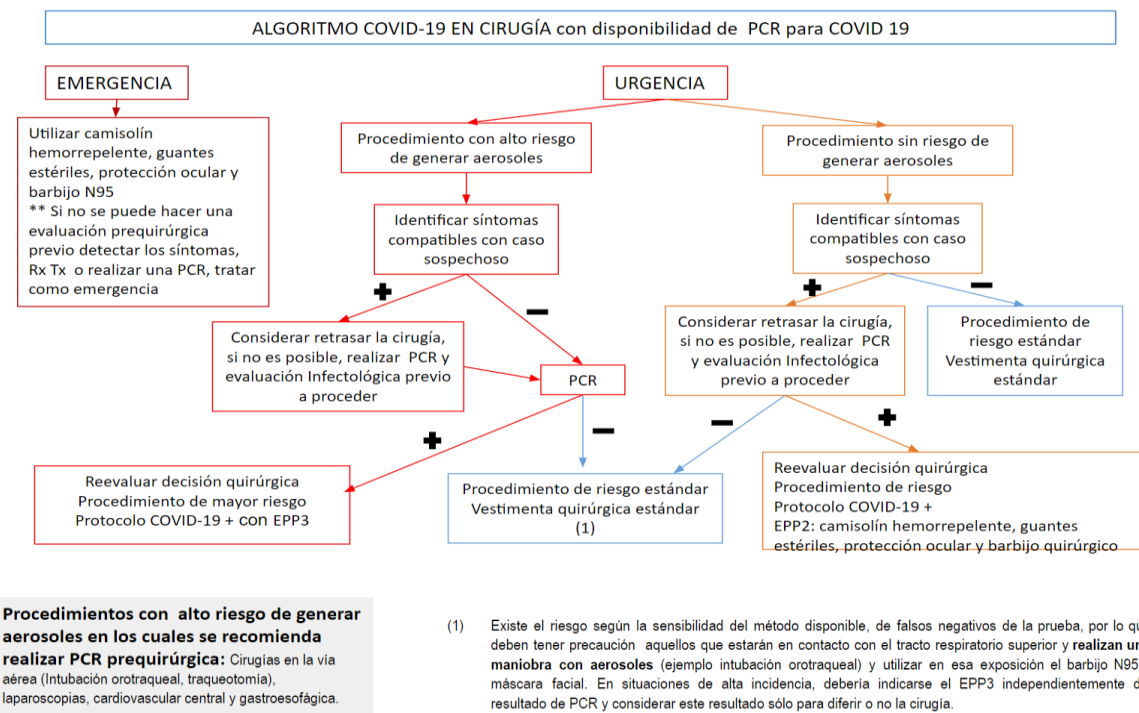 ALGORITMO COVID-19 EN CIRUGÍA con disponibilidad de PCR para COVID 19
EMERGENCIA
URGENCIA
Utilizar camisolín
hemorrepelente, guantes
estériles, protección ocular y
barbijo N95
** Si no se puede hacer una
evaluación prequirúrgica
previo detectar los síntomas,
Rx Tx o realizar una PCR, tratar
como emergencia
Procedimiento con alto riesgo
de generar aerosoles
Procedimiento sin riesgo de
generar aerosoles
Identificar síntomas
compatibles con caso
sospechoso
Identificar síntomas
compatibles con caso
sospechoso
+
−
+
−
Considerar retrasar la cirugía,
si no es posible, realizar PCR y
evaluación Infectológica previo
a proceder
PCR
Considerar retrasar la cirugía,
si no es posible, realizar PCR
y evaluación Infectológica
previo a proceder
Procedimiento de
riesgo estándar
Vestimenta quirúrgica
estándar
+
−
−
+
Reevaluar decisión quirúrgica
Procedimiento de mayor riesgo
Protocolo COVID-19 + con EPP3
Procedimiento de riesgo estándar
Vestimenta quirúrgica estándar
(1)
Reevaluar decisión quirúrgica
Procedimiento de riesgo
Protocolo COVID-19 +
EPP2: camisolín hemorrepelente, guantes
estériles, protección ocular y barbijo quirúrgico
Procedimientos con alto riesgo de generar
aerosoles en los cuales se recomienda
realizar PCR prequirúrgica: Cirugías en la vía
aérea (Intubación orotraqueal, traqueotomía),
laparoscopias, cardiovascular central y gastroesofágica.
(1) Existe el riesgo según la sensibilidad del método disponible, de falsos negativos de la prueba, por lo qu
deben tener precaución aquellos que estarán en contacto con el tracto respiratorio superior y realizan un
maniobra con aerosoles (ejemplo intubación orotraqueal) y utilizar en esa exposición el barbijo N95
máscara facial. En situaciones de alta incidencia, debería indicarse el EPP3 independientemente d
resultado de PCR y considerar este resultado sólo para diferir o no la cirugía.